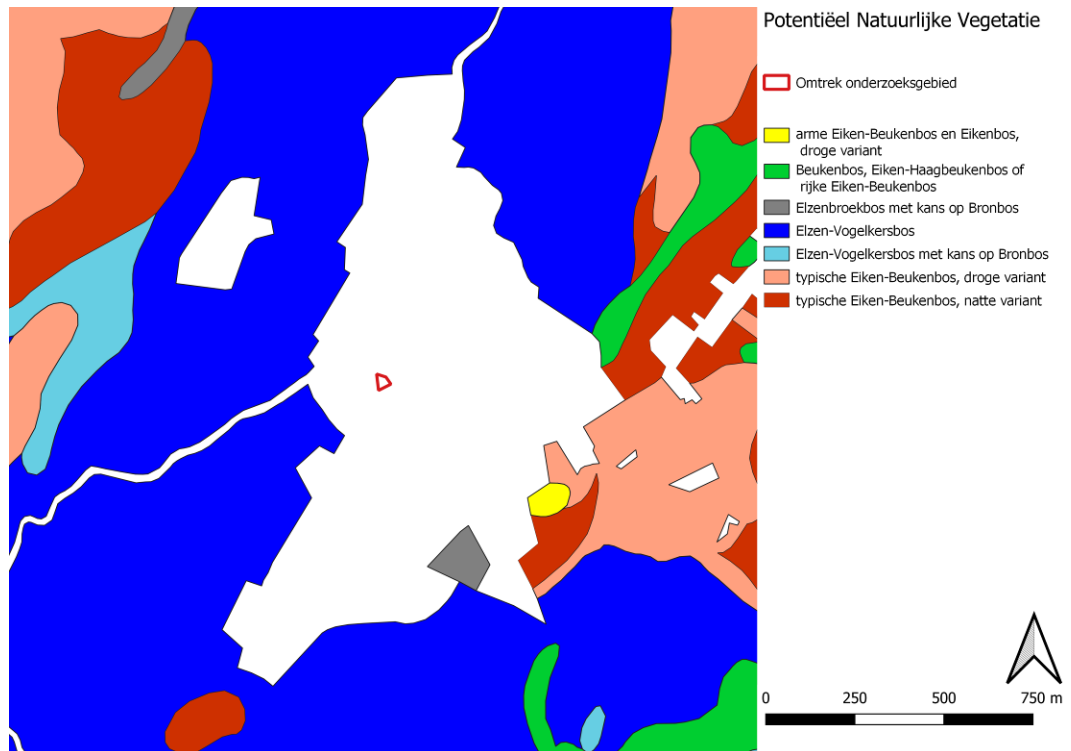 Potentiëel Natuurlijke Vegetatie
Omtrek onderzoeksgebied
arme Eiken-Beukenbos en Eikenbos,
droge variant
Beukenbos, Eiken-Haagbeukenbos of
rijke Eiken-Beukenbos
Elzenbroekbos met kans op Bronbos
Elzen-Vogelkersbos
Elzen-Vogelkersbos met kans op Bronbos
typische Eiken-Beukenbos, droge variant
typische Eiken-Beukenbos, natte variant
0 250 500 750 m